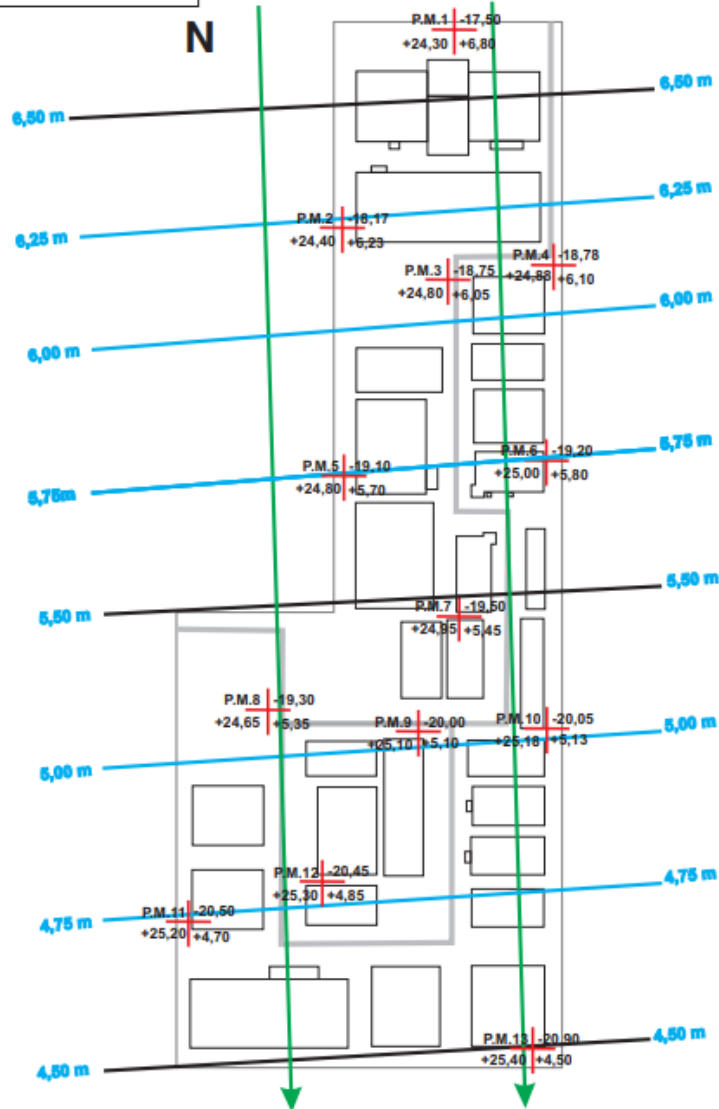 N
P.M.1 -17,50
+24,30 +6,80
6,50 m 6,50 m
6,25 m
P.M.2 -18,17
+24,40 +6,23
6,25 m
P.M.4 -18,78
+24,88 +6,10
P.M.3 -18,75
+24,80 +6,05
6,00 m
6,00 m
5,75 m
P.M.6 -19,20
+25,00 +5,80
P.M.5 -19,10
+24,80 +5,70
5,75m
5,50 m
P.M.7 -19,50
+24,95 +5,45
5,50 m
P.M.8 -19,30
+24,65 +5,35
P.M.9 -20,00
+25,10 +5,10
P.M.10 -20,05
+25,18 +5,13
5,00 m
5,00 m
P.M.12 -20,45
+25,30 +4,85
4,75 m
P.M.11 -20,50
+25,20 +4,70
4,75 m
P.M.13 -20,90
+25,40 +4,50
4,50 m
4,50 m